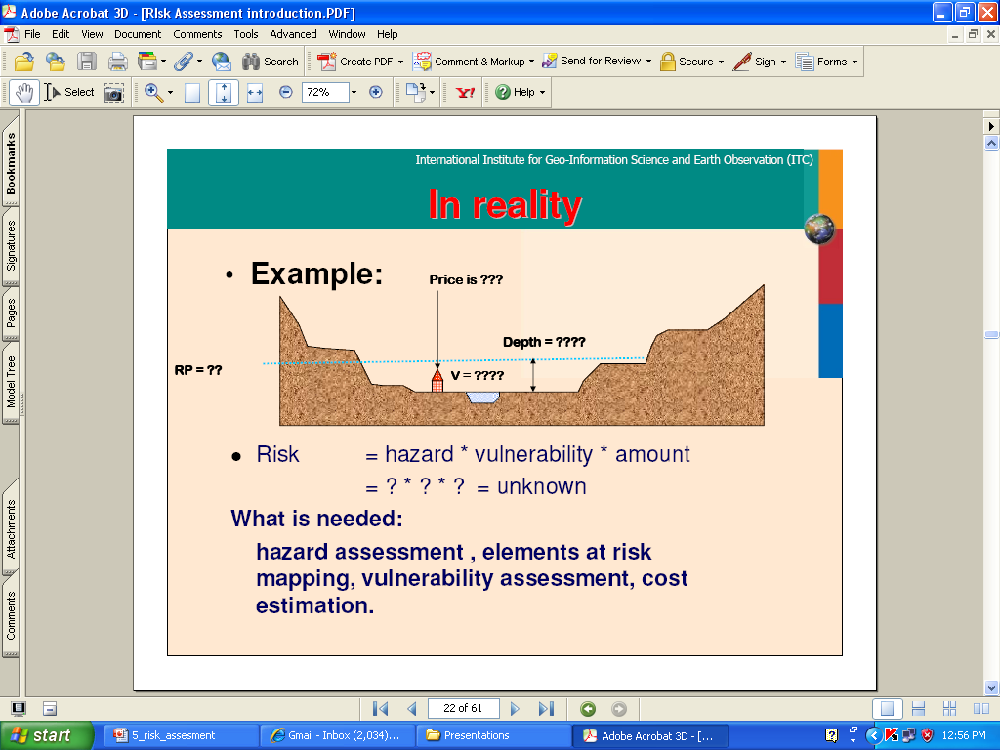 Adobe Acrobat 3D - [RIsk Assessment introduction.PDF]
File Edit View Document Comments Tools Advanced Window Help
Search Create PDF Comment & Markup Send for Review Secure Sign Forms
Select 72% Y! Help
Bookmarks
Signatures
Pages
Model Tree
Attachments
Comments
International Institute for Geo-Information Science and Earth Observation (ITC)
In reality
• Example:
Price is ???
Depth = ????
RP = ??
V = ????
• Risk = hazard * vulnerability * amount
= ? * ? * ? = unknown
What is needed:
hazard assessment , elements at risk
mapping, vulnerability assessment, cost
estimation.
22 of 61
start 5_risk_assesment Gmail - Inbox (2,034)... Presentations Adobe Acrobat 3D - [... 12:56 PM